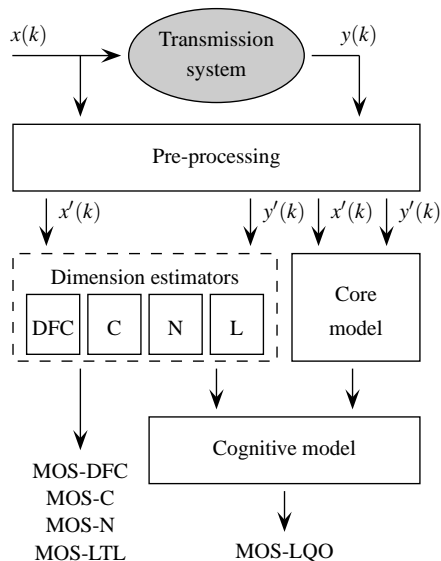 x(k)
Transmission
system
y(k)
Pre-processing
x′(k) y′(k) x′(k) y′(k)
Dimension estimators
DFC C N L
Core
model
Cognitive model
MOS-DFC
MOS-C
MOS-N
MOS-LTL
MOS-LQO